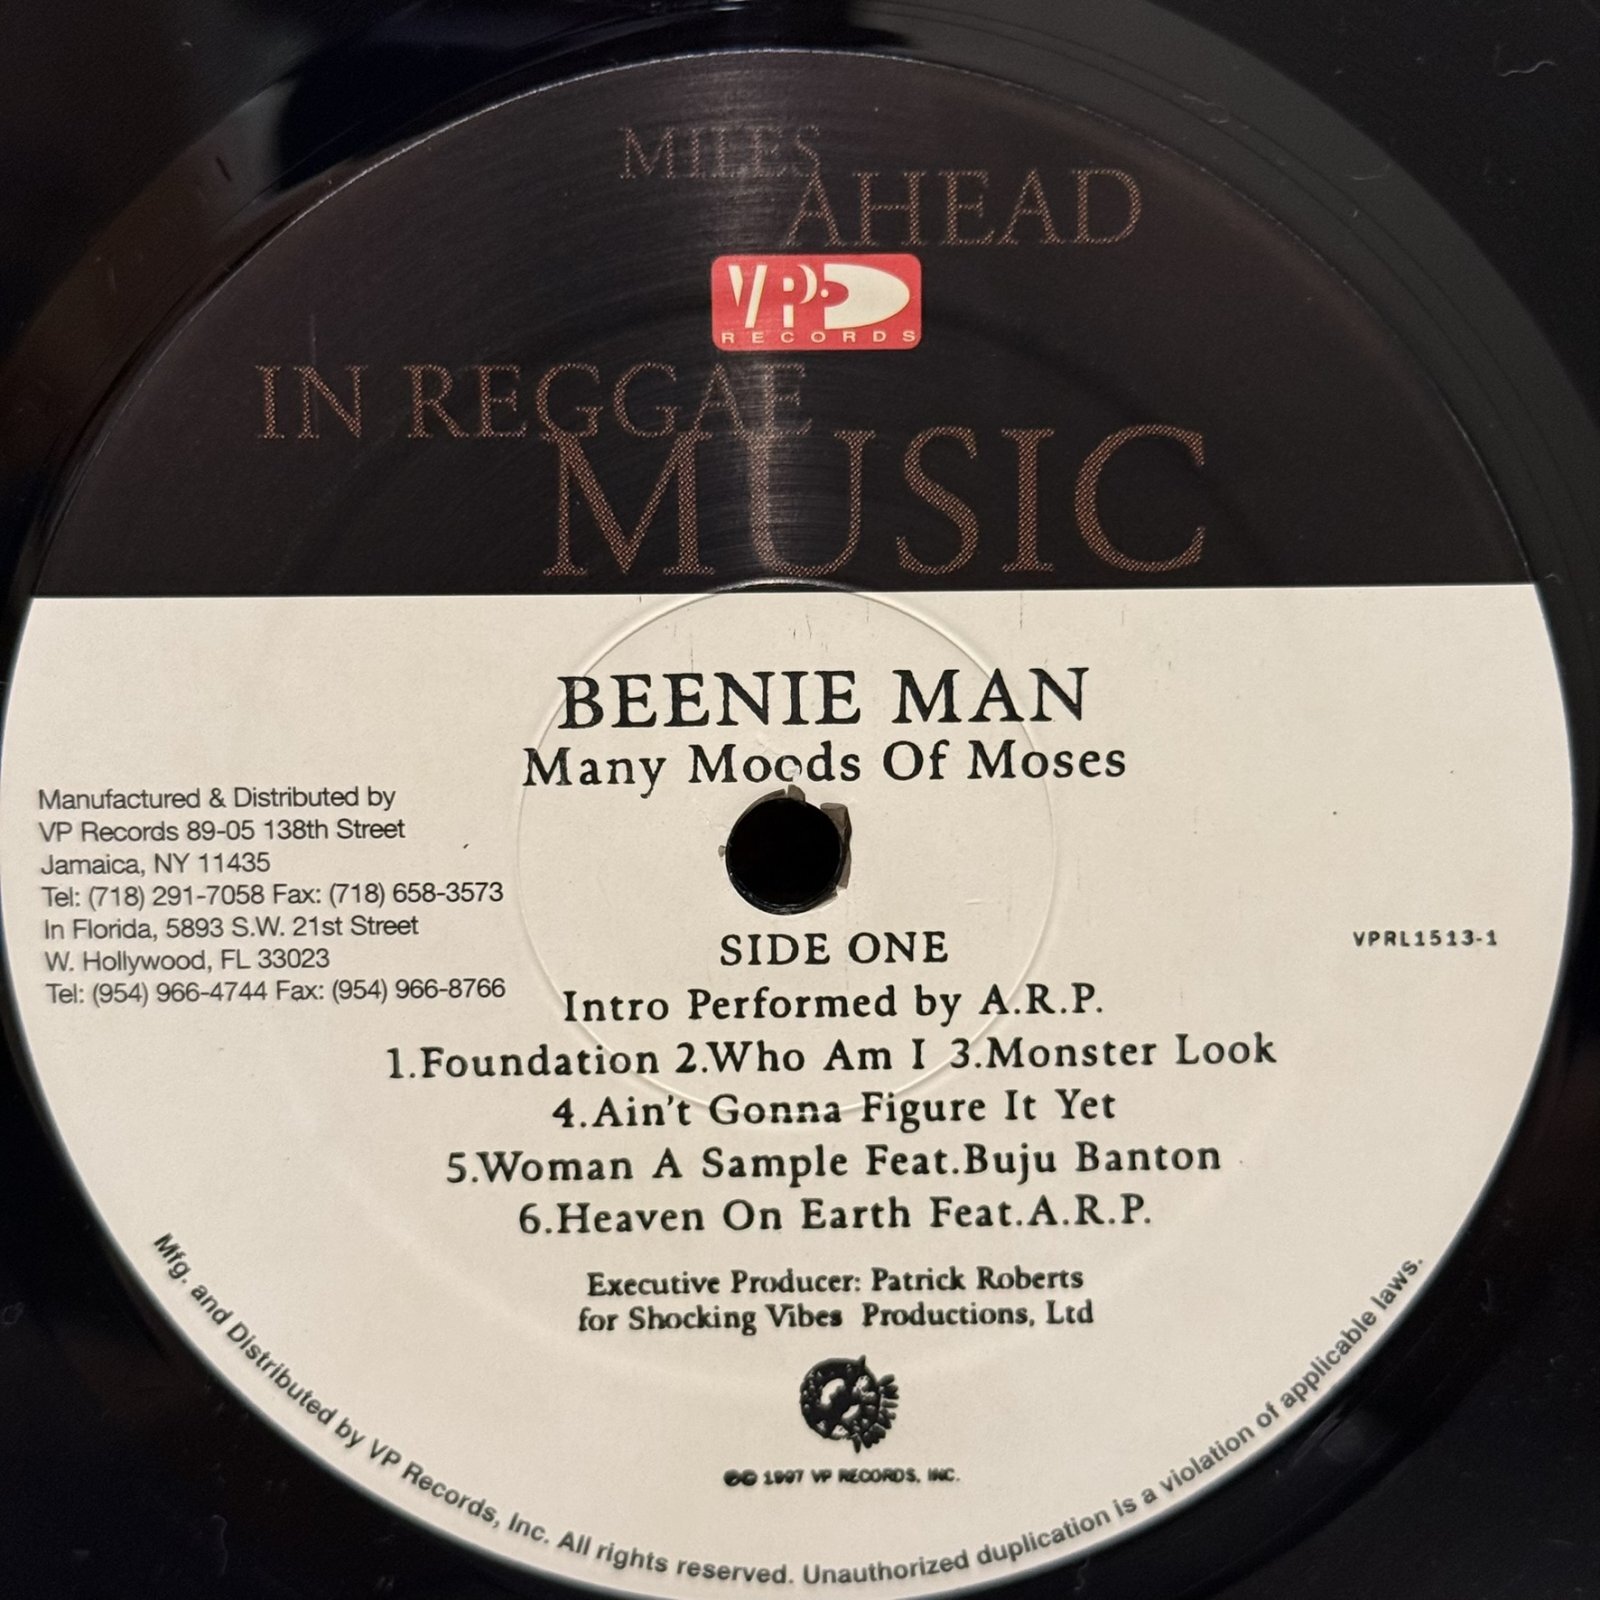 MILES
AHEAD
VP
RECORDS
IN REGGAE
MUSIC
BEENIE MAN
Many Moods Of Moses
Manufactured & Distributed by
VP Records 89-05 138th Street
Jamaica, NY 11435
Tel: (718) 291-7058 Fax: (718) 658-3573
In Florida, 5893 S.W. 21st Street
W. Hollywood, FL 33023
Tel: (954) 966-4744 Fax: (954) 966-8766
VPRL1513-1
SIDE ONE
Intro Performed by A.R.P.
1.Foundation 2.Who Am I 3.Monster Look
4.Ain't Gonna Figure It Yet
5.Woman A Sample Feat.Buju Banton
6.Heaven On Earth Feat.A.R.P.
Executive Producer: Patrick Roberts
for Shocking Vibes Productions, Ltd
℗© 1997 VP RECORDS, INC.
Mfg. and Distributed by VP Records, Inc. All rights reserved. Unauthorized duplication is a violation of applicable laws.